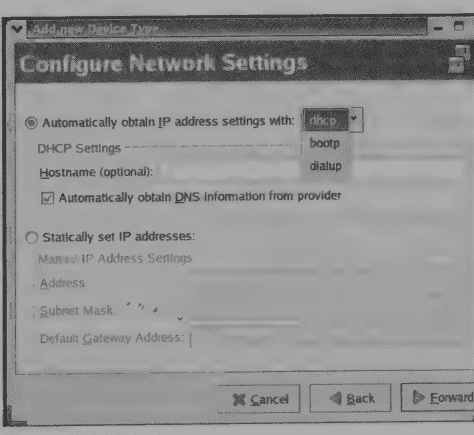 Add new Device Type
Configure Network Settings
Automatically obtain IP address settings with: dhcp
bootp
DHCP Settings
dialup
Hostname (optional):
Automatically obtain DNS information from provider
Statically set IP addresses:
Manual IP Address Settings
Address
Subnet Mask.
Default Gateway Address:
Cancel Back Forward